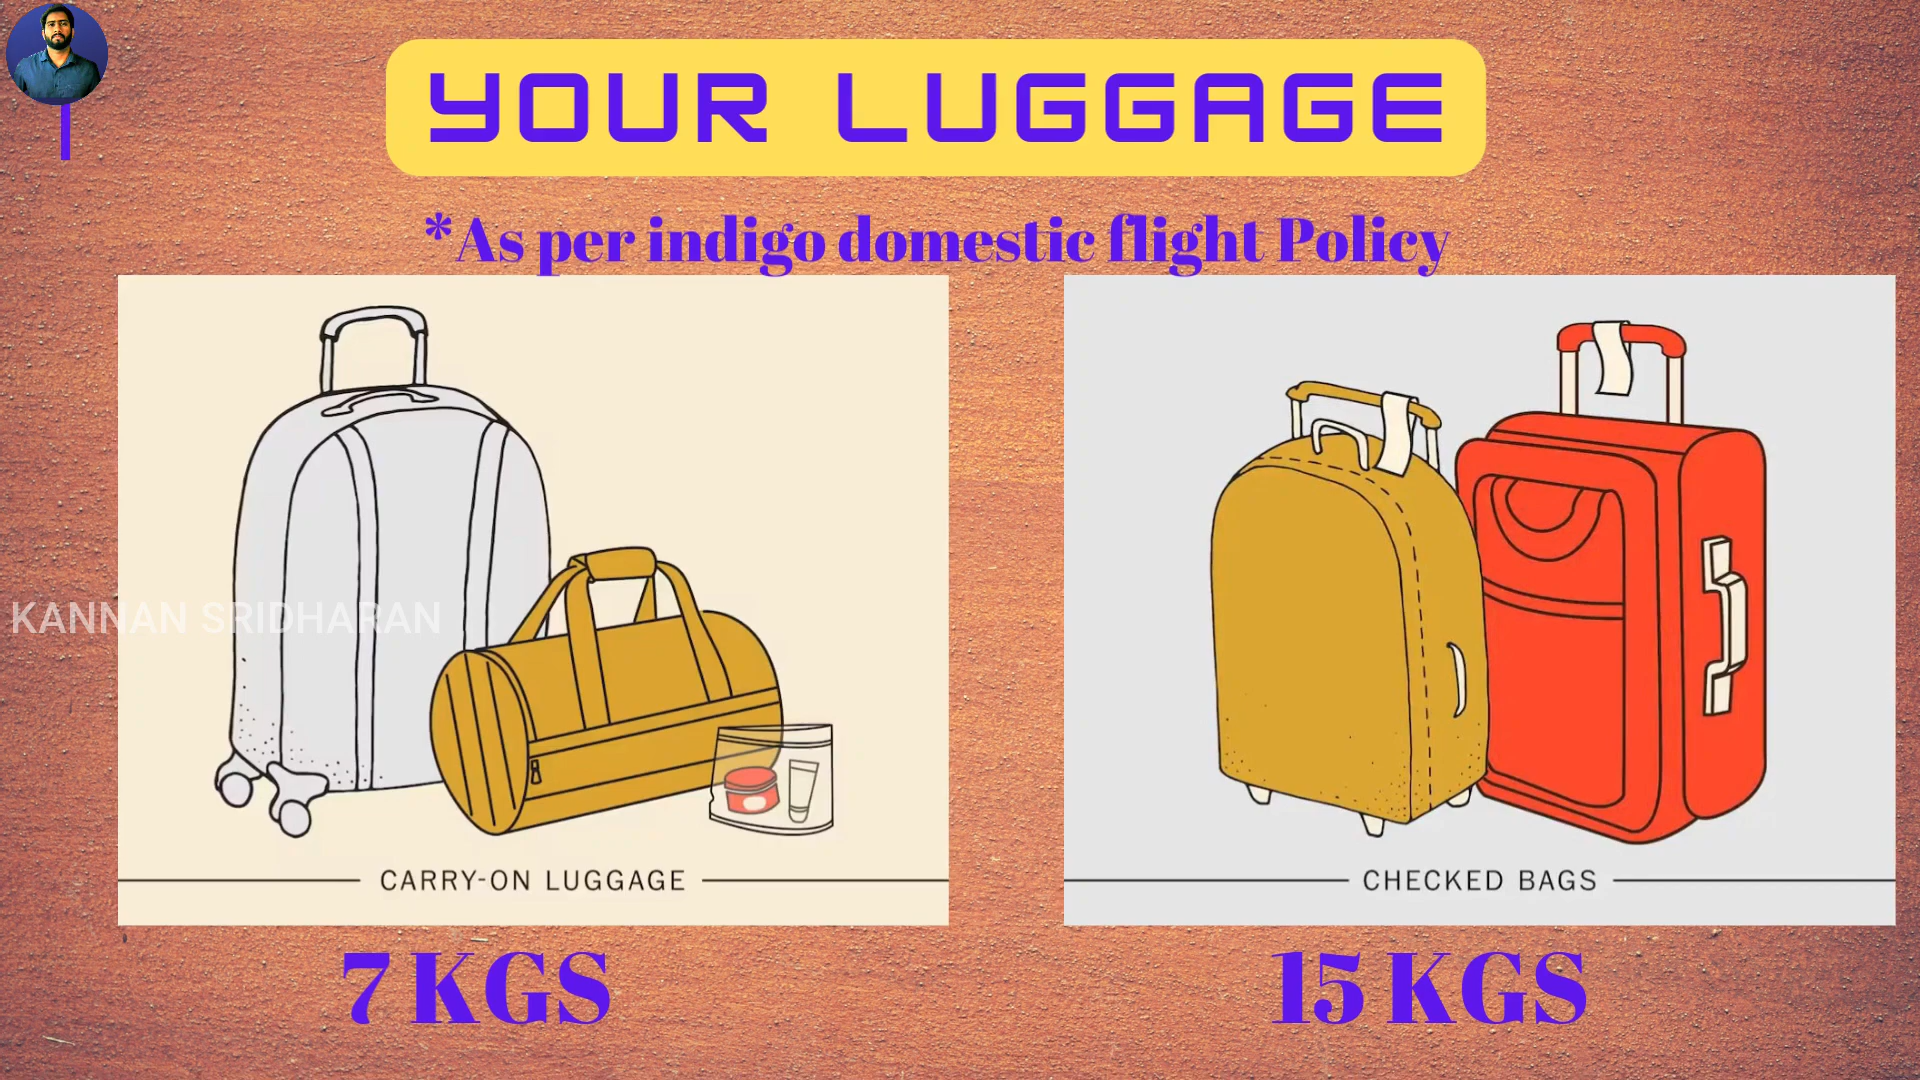 YOUR LUGGAGE
*As per indigo domestic flight Policy
KANNAN SRIDHARAN
CARRY-ON LUGGAGE
CHECKED BAGS
7 KGS
15 KGS